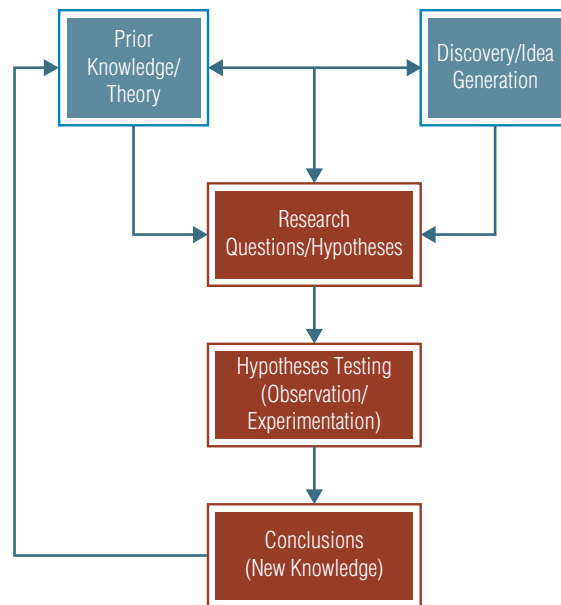 Prior
Knowledge/
Theory
Discovery/Idea
Generation
Research
Questions/Hypotheses
Hypotheses Testing
(Observation/
Experimentation)
Conclusions
(New Knowledge)